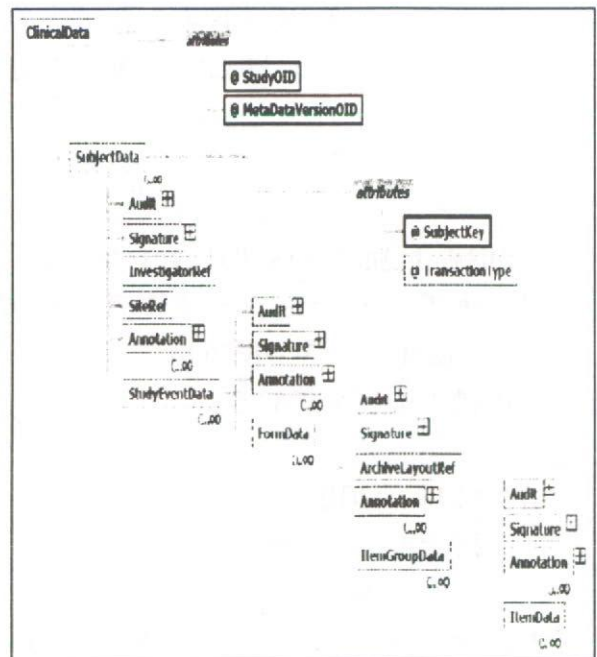 ClinicalData
attributes
@ StudyOID
@ MetaDataVersionOID
SubjectData
0..∞
attributes
@ SubjectKey
@ TransactionType
Audit
Signature
InvestigatorRef
SiteRef
Annotation
0..∞
StudyEventData
0..∞
Audit
Signature
Annotation
0..∞
FormData
0..∞
Audit
Signature
ArchiveLayoutRef
Annotation
0..∞
ItemGroupData
0..∞
Audit
Signature
Annotation
0..∞
ItemData
0..∞